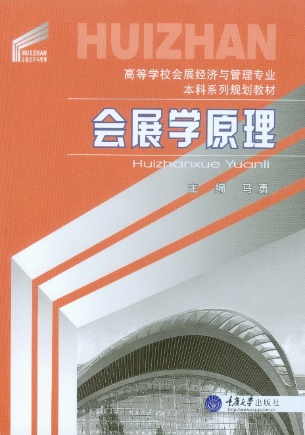 HUIZHAN
HUIZHAN
高等学校会展经济与管理专业
本科系列规划教材
会展学原理
Huizhanxue Yuanli
主 编 马勇
重庆大学出版社